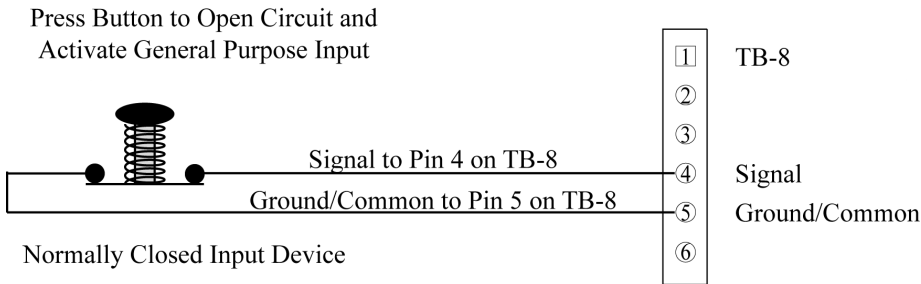 Press Button to Open Circuit and
Activate General Purpose Input
1 TB-8
2
3
Signal to Pin 4 on TB-8 4 Signal
Ground/Common to Pin 5 on TB-8 5 Ground/Common
6
Normally Closed Input Device